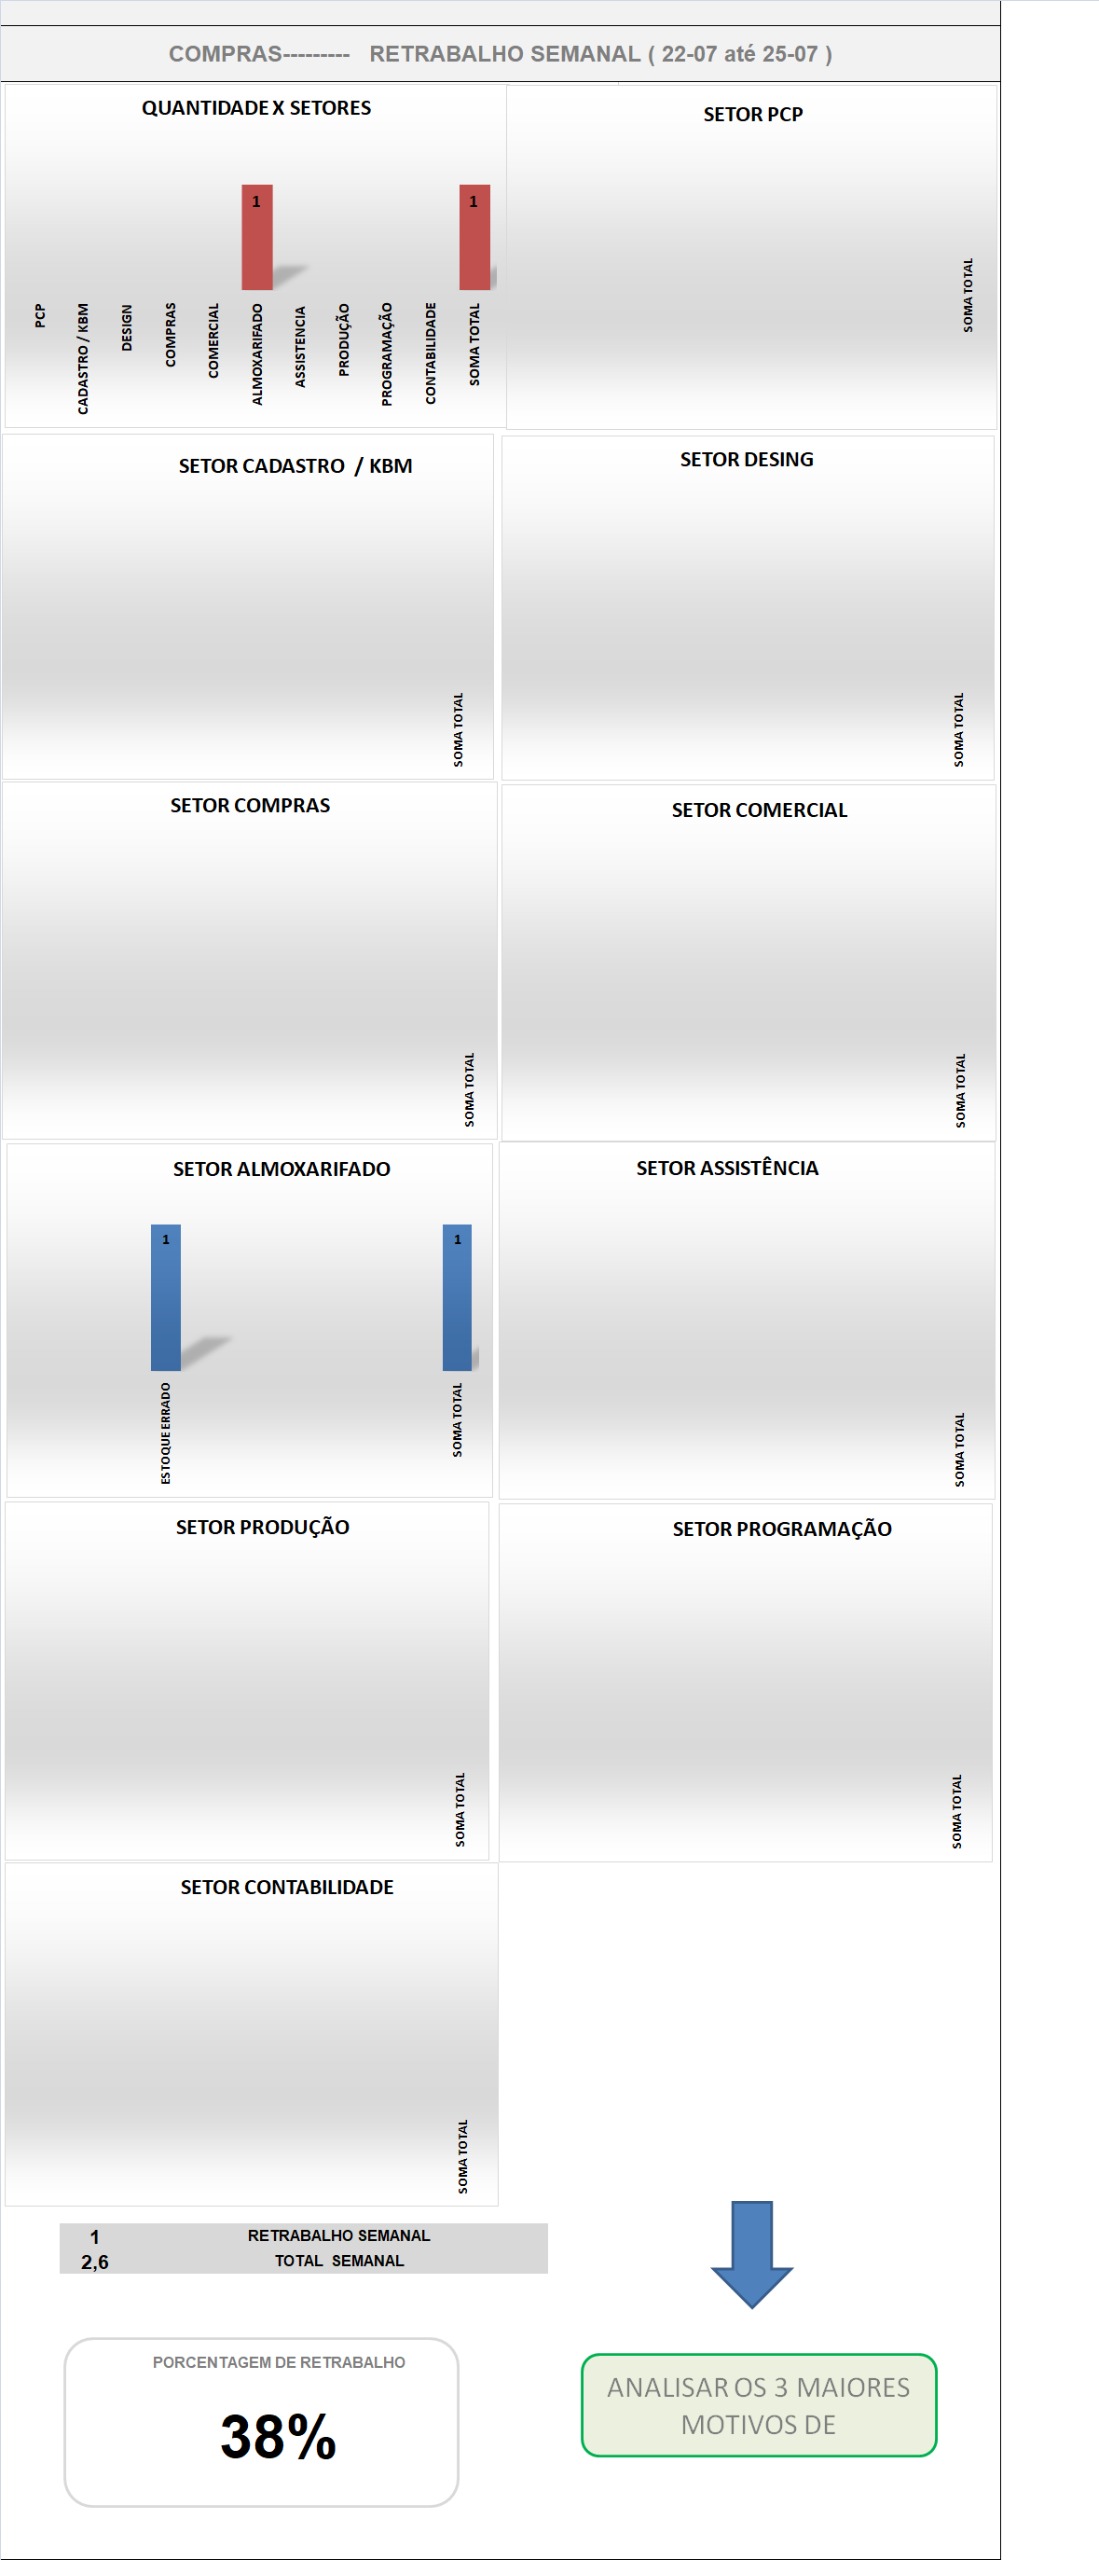 COMPRAS--------- RETRABALHO SEMANAL ( 22-07 até 25-07 )
QUANTIDADE X SETORES
1
1
PCP
CADASTRO / KBM
DESIGN
COMPRAS
COMERCIAL
ALMOXARIFADO
ASSISTENCIA
PRODUÇÃO
PROGRAMAÇÃO
CONTABILIDADE
SOMA TOTAL
SETOR PCP
SOMA TOTAL
SETOR CADASTRO / KBM
SOMA TOTAL
SETOR DESING
SOMA TOTAL
SETOR COMPRAS
SOMA TOTAL
SETOR COMERCIAL
SOMA TOTAL
SETOR ALMOXARIFADO
1
1
ESTOQUE ERRADO
SOMA TOTAL
SETOR ASSISTÊNCIA
SOMA TOTAL
SETOR PRODUÇÃO
SOMA TOTAL
SETOR PROGRAMAÇÃO
SOMA TOTAL
SETOR CONTABILIDADE
SOMA TOTAL
1 RETRABALHO SEMANAL
2,6 TOTAL SEMANAL
PORCENTAGEM DE RETRABALHO
38%
ANALISAR OS 3 MAIORES
MOTIVOS DE